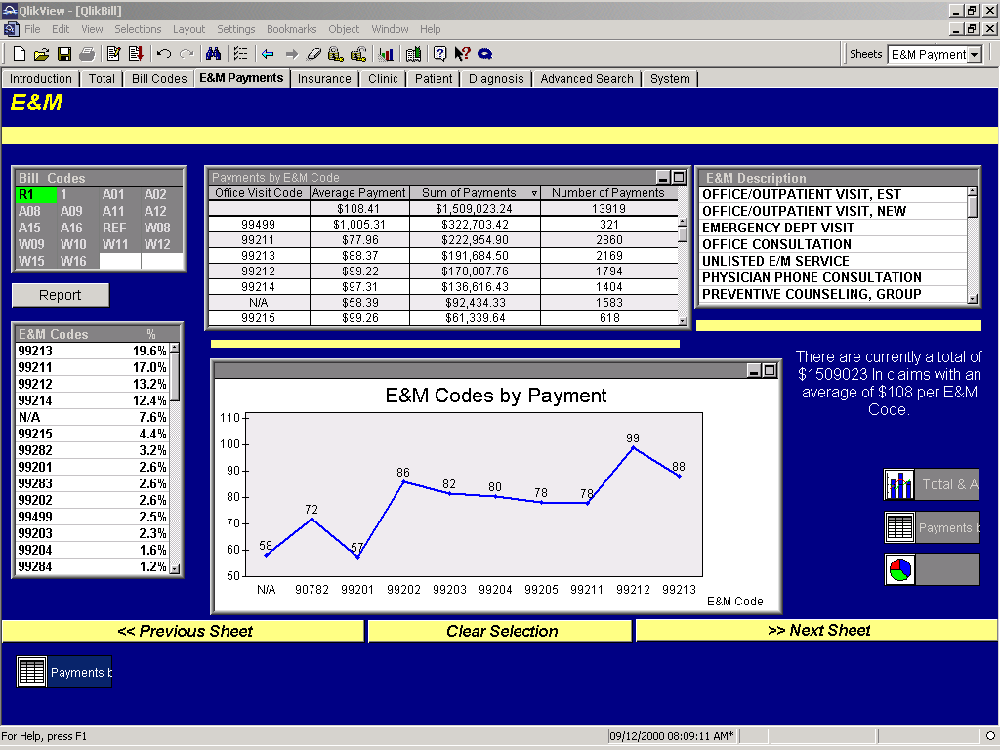 QlikView - [QlikBill]
File Edit View Selections Layout Settings Bookmarks Object Window Help
Sheets E&M Payment
Introduction Total Bill Codes E&M Payments Insurance Clinic Patient Diagnosis Advanced Search System
E&M
Bill Codes
R1 1 A01 A02
A08 A09 A11 A12
A15 A16 REF W08
W09 W10 W11 W12
W15 W16
Report
E&M Codes %
99213 19.6%
99211 17.0%
99212 13.2%
99214 12.4%
N/A 7.6%
99215 4.4%
99282 3.2%
99201 2.6%
99283 2.6%
99202 2.6%
99499 2.5%
99203 2.3%
99204 1.6%
99284 1.2%
Payments by E&M Code
Office Visit Code Average Payment Sum of Payments Number of Payments
$108.41 $1,509,023.24 13919
99499 $1,005.31 $322,703.42 321
99211 $77.96 $222,954.90 2860
99213 $88.37 $191,684.50 2169
99212 $99.22 $178,007.76 1794
99214 $97.31 $136,616.43 1404
N/A $58.39 $92,434.33 1583
99215 $99.26 $61,339.64 618
E&M Description
OFFICE/OUTPATIENT VISIT, EST
OFFICE/OUTPATIENT VISIT, NEW
EMERGENCY DEPT VISIT
OFFICE CONSULTATION
UNLISTED E/M SERVICE
PHYSICIAN PHONE CONSULTATION
PREVENTIVE COUNSELING, GROUP
E&M Codes by Payment
110
100
90
80
70
60
50
58 72 57 86 82 80 78 78 99 88
N/A 90782 99201 99202 99203 99204 99205 99211 99212 99213
E&M Code
There are currently a total of
$1509023 In claims with an
average of $108 per E&M
Code.
Total & A
Payments b
<< Previous Sheet Clear Selection >> Next Sheet
Payments b
For Help, press F1 09/12/2000 08:09:11 AM*